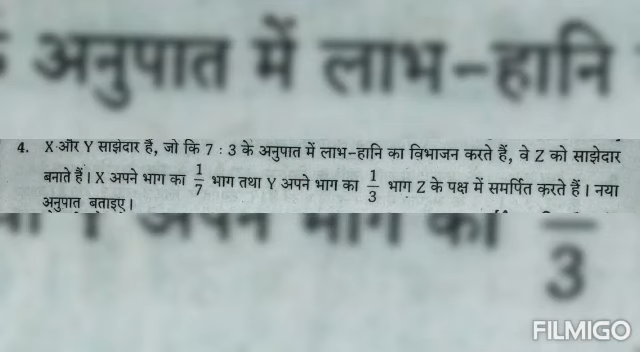 अनुपात में लाभ-हानि
4. X और Y साझेदार हैं, जो कि 7 : 3 के अनुपात में लाभ-हानि का विभाजन करते हैं, वे Z को साझेदार
बनाते हैं। X अपने भाग का 1/7 भाग तथा Y अपने भाग का 1/3 भाग Z के पक्ष में समर्पित करते हैं। नया
अनुपात बताइए।
Y अपने भाग का 3
FILMIGO